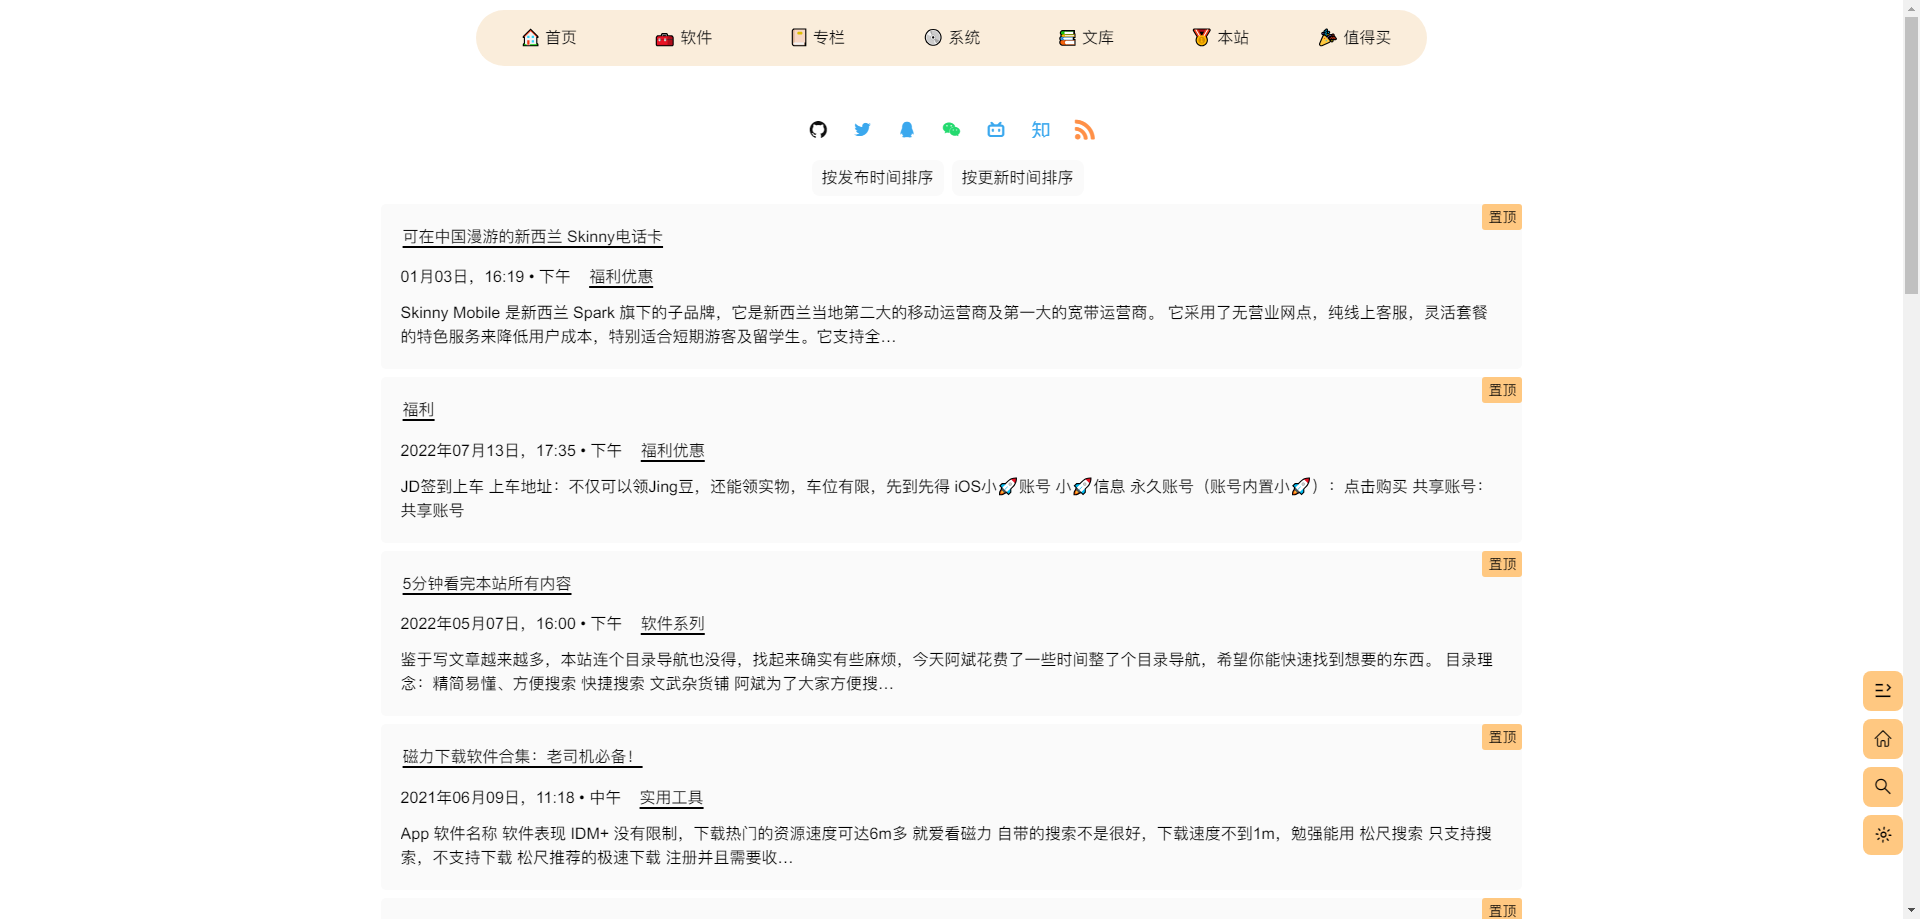 首页 软件 专栏 系统 文库 本站 值得买
知
按发布时间排序 按更新时间排序
置顶
可在中国漫游的新西兰 Skinny电话卡
01月03日，16:19 • 下午 福利优惠
Skinny Mobile 是新西兰 Spark 旗下的子品牌，它是新西兰当地第二大的移动运营商及第一大的宽带运营商。 它采用了无营业网点，纯线上客服，灵活套餐
的特色服务来降低用户成本，特别适合短期游客及留学生。它支持全…
置顶
福利
2022年07月13日，17:35 • 下午 福利优惠
JD签到上车 上车地址：不仅可以领Jing豆，还能领实物，车位有限，先到先得 iOS小🚀账号 小🚀信息 永久账号（账号内置小🚀）：点击购买 共享账号：
共享账号
置顶
5分钟看完本站所有内容
2022年05月07日，16:00 • 下午 软件系列
鉴于写文章越来越多，本站连个目录导航也没得，找起来确实有些麻烦，今天阿斌花费了一些时间整了个目录导航，希望你能快速找到想要的东西。 目录理
念：精简易懂、方便搜索 快捷搜索 文武杂货铺 阿斌为了大家方便搜…
置顶
磁力下载软件合集：老司机必备！
2021年06月09日，11:18 • 中午 实用工具
App 软件名称 软件表现 IDM+ 没有限制，下载热门的资源速度可达6m多 就爱看磁力 自带的搜索不是很好，下载速度不到1m，勉强能用 松尺搜索 只支持搜
索，不支持下载 松尺推荐的极速下载 注册并且需要收…
置顶